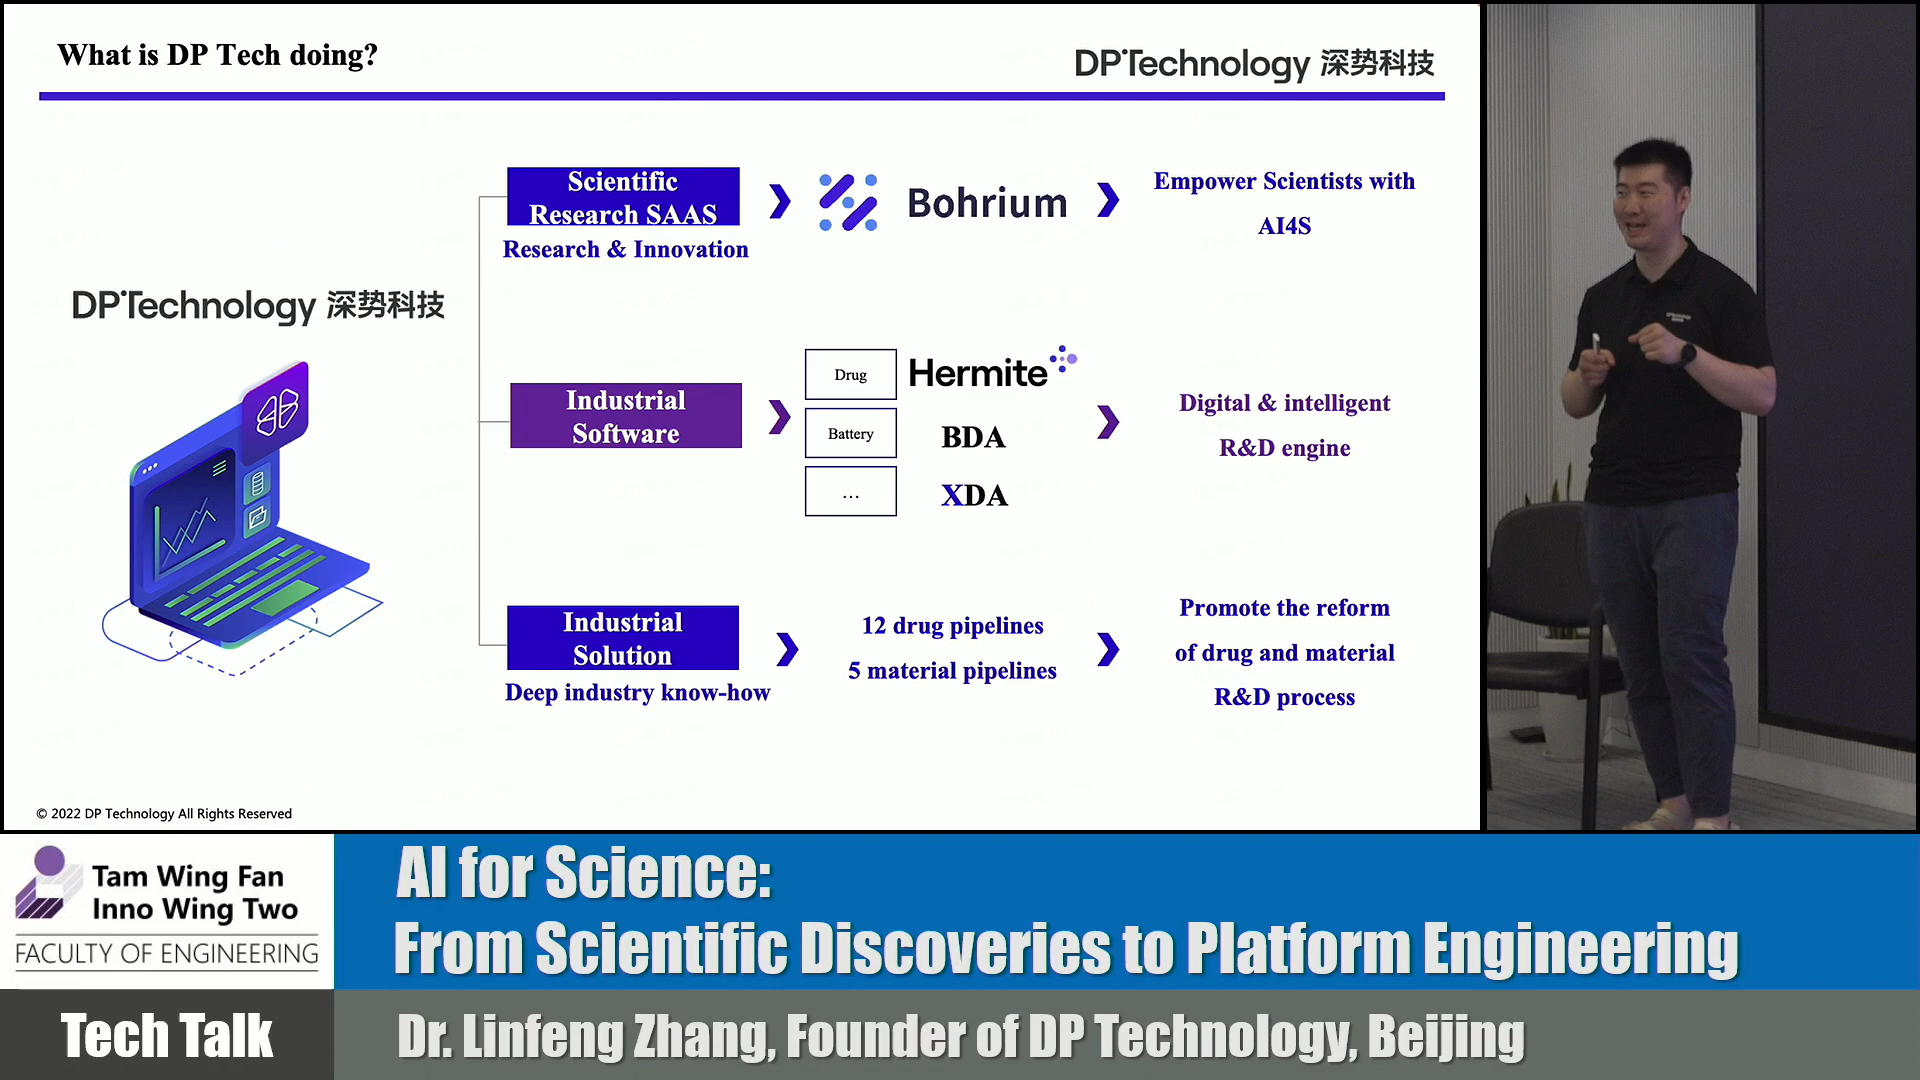 What is DP Tech doing?
DP Technology 深势科技
Scientific
Research SAAS
Research & Innovation
Bohrium
Empower Scientists with
AI4S
DP Technology 深势科技
Industrial
Software
Drug
Hermite
Battery
BDA
...
XDA
Digital & intelligent
R&D engine
Industrial
Solution
Deep industry know-how
12 drug pipelines
5 material pipelines
Promote the reform
of drug and material
R&D process
© 2022 DP Technology All Rights Reserved
Tam Wing Fan
Inno Wing Two
FACULTY OF ENGINEERING
Tech Talk
AI for Science:
From Scientific Discoveries to Platform Engineering
Dr. Linfeng Zhang, Founder of DP Technology, Beijing